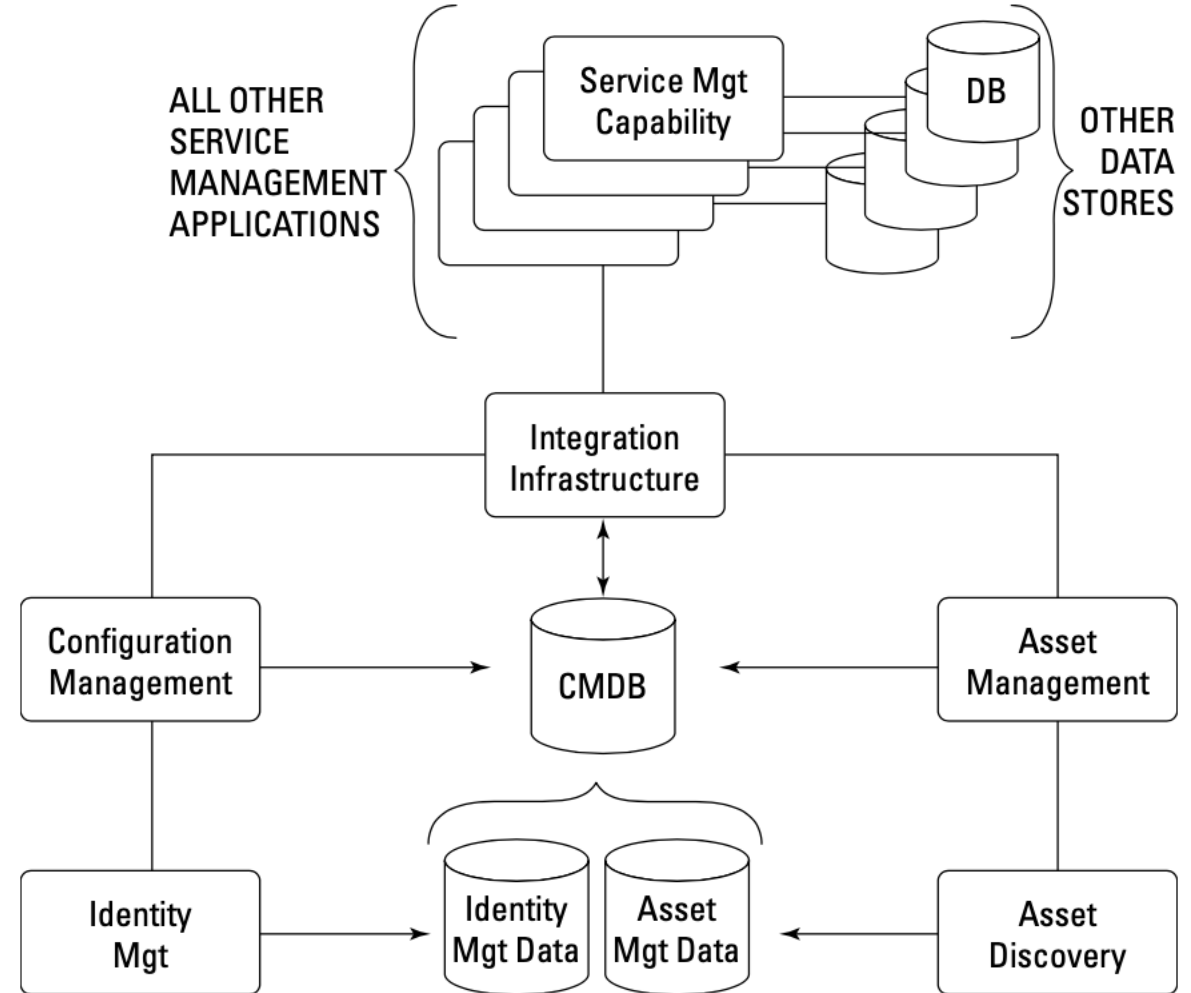 ALL OTHER
SERVICE
MANAGEMENT
APPLICATIONS
Service Mgt
Capability
DB
OTHER
DATA
STORES
Integration
Infrastructure
Configuration
Management
CMDB
Asset
Management
Identity
Mgt
Identity
Mgt Data
Asset
Mgt Data
Asset
Discovery